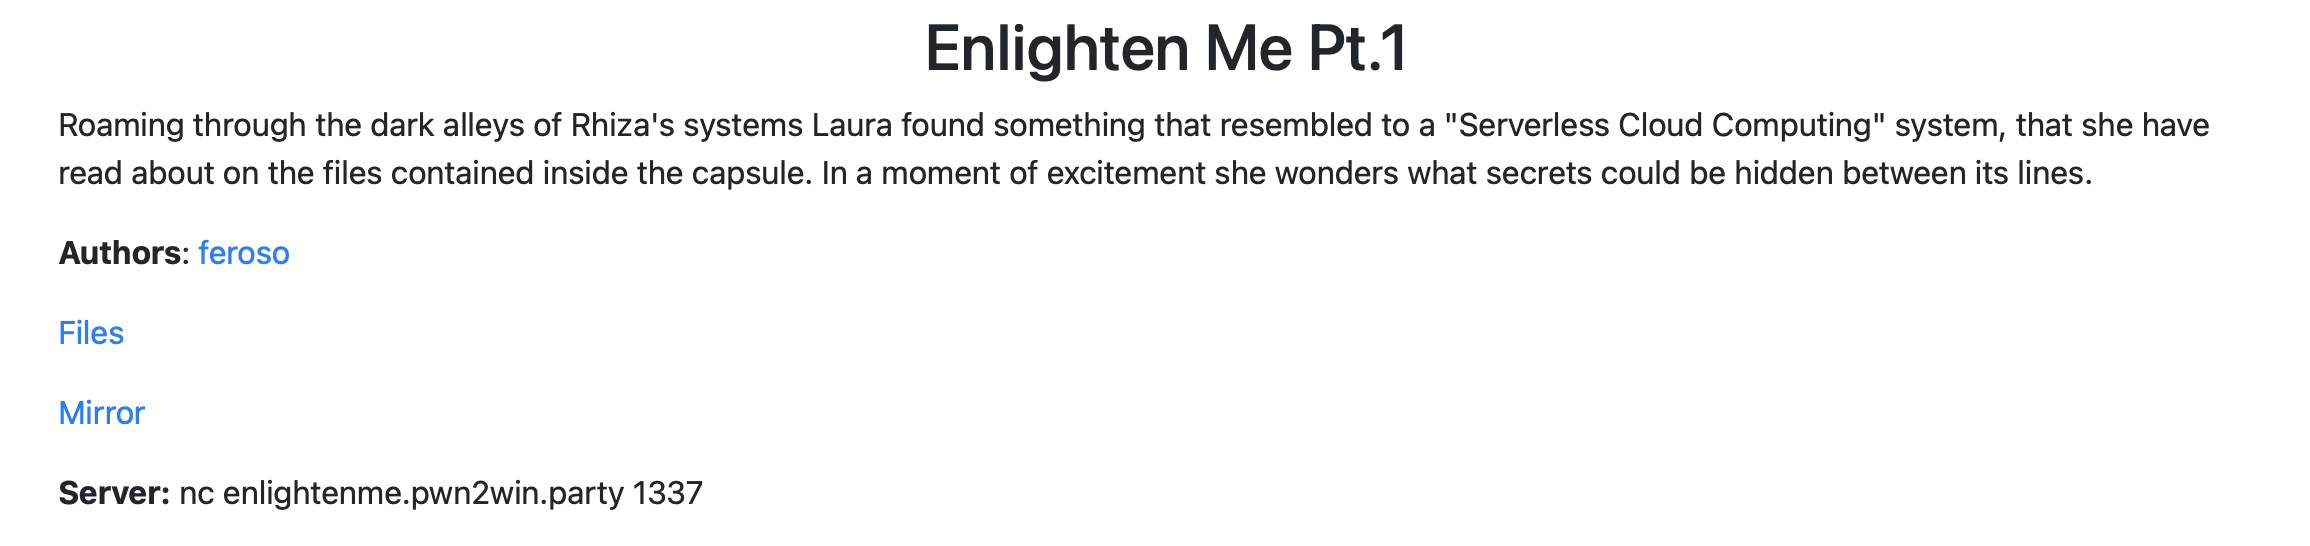 Enlighten Me Pt.1
Roaming through the dark alleys of Rhiza's systems Laura found something that resembled to a "Serverless Cloud Computing" system, that she have
read about on the files contained inside the capsule. In a moment of excitement she wonders what secrets could be hidden between its lines.
Authors: feroso
Files
Mirror
Server: nc enlightenme.pwn2win.party 1337